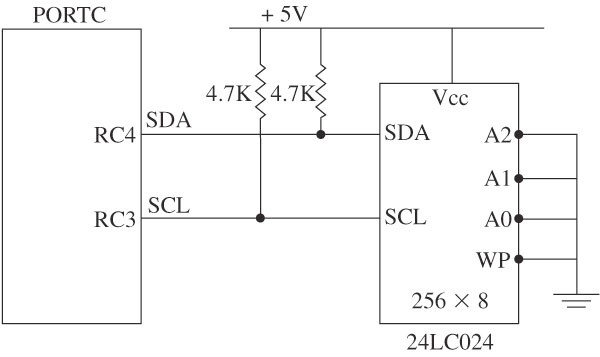 PORTC
+ 5V
4.7K 4.7K
Vcc
RC4 SDA SDA A2
A1
RC3 SCL SCL A0
WP
256 × 8
24LC024